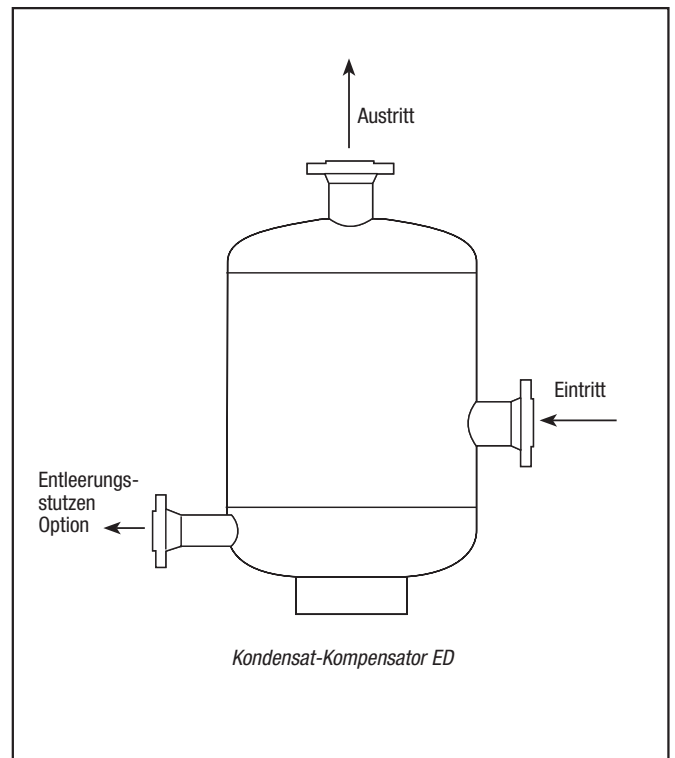 Austritt
Eintritt
Entleerungs-
stutzen
Option
Kondensat-Kompensator ED